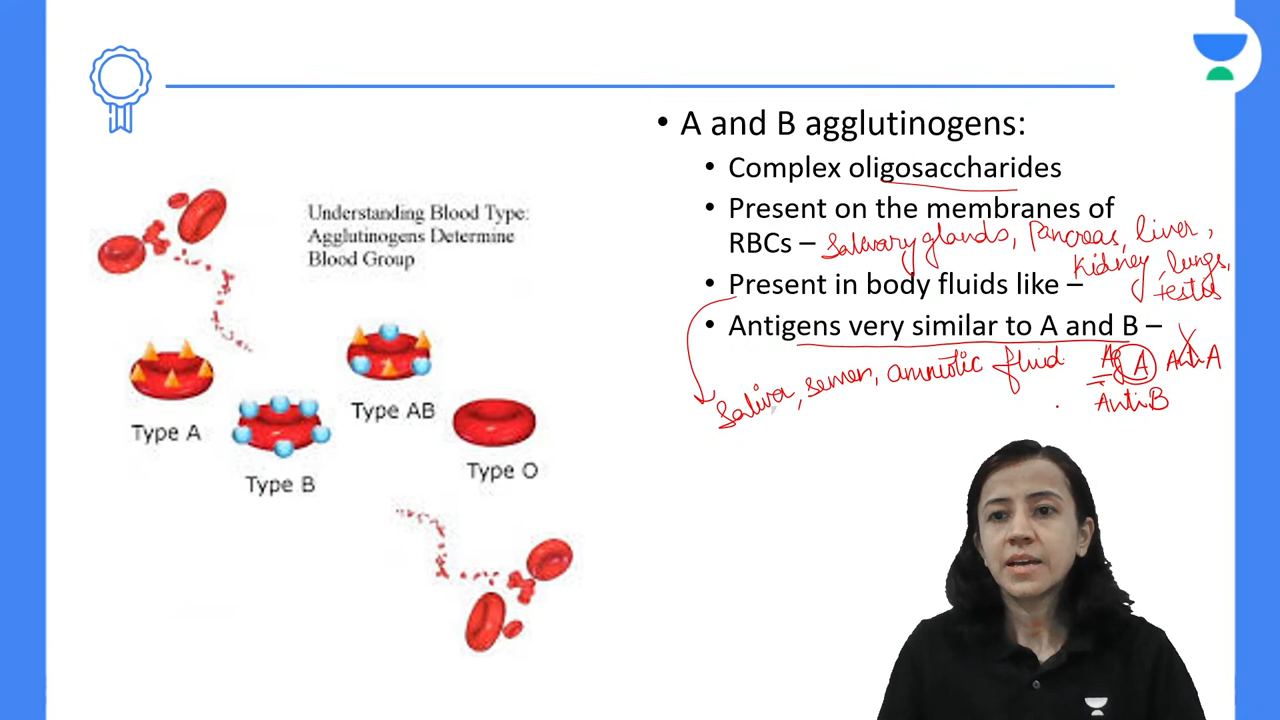 • A and B agglutinogens:
• Complex oligosaccharides
• Present on the membranes of
RBCs – Salivary glands, Pancreas, liver,
Kidney, lungs,
testes
• Present in body fluids like –
• Antigens very similar to A and B –
Saliva, semen, amniotic fluid
Ag A Anti A
Anti B
Understanding Blood Type:
Agglutinogens Determine
Blood Group
Type A
Type B
Type AB
Type O